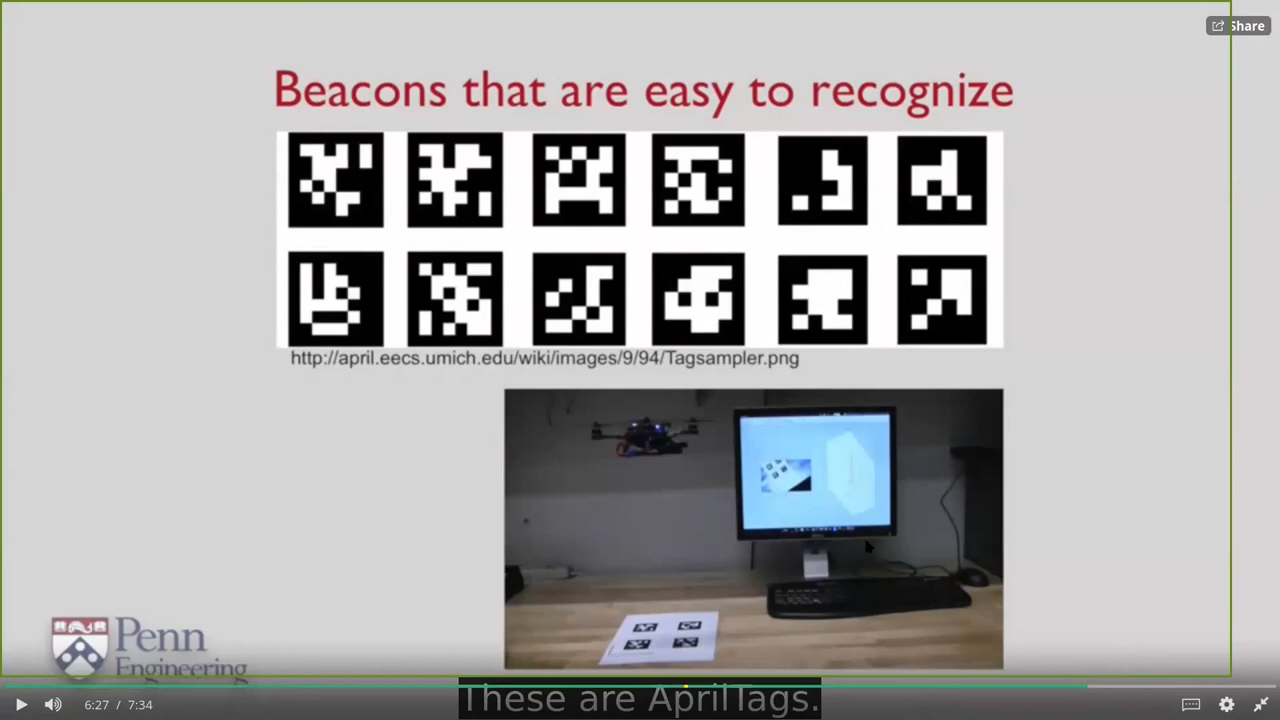 Share
Beacons that are easy to recognize
http://april.eecs.umich.edu/wiki/images/9/94/Tagsampler.png
Penn
Engineering
These are AprilTags.
6:27 / 7:34